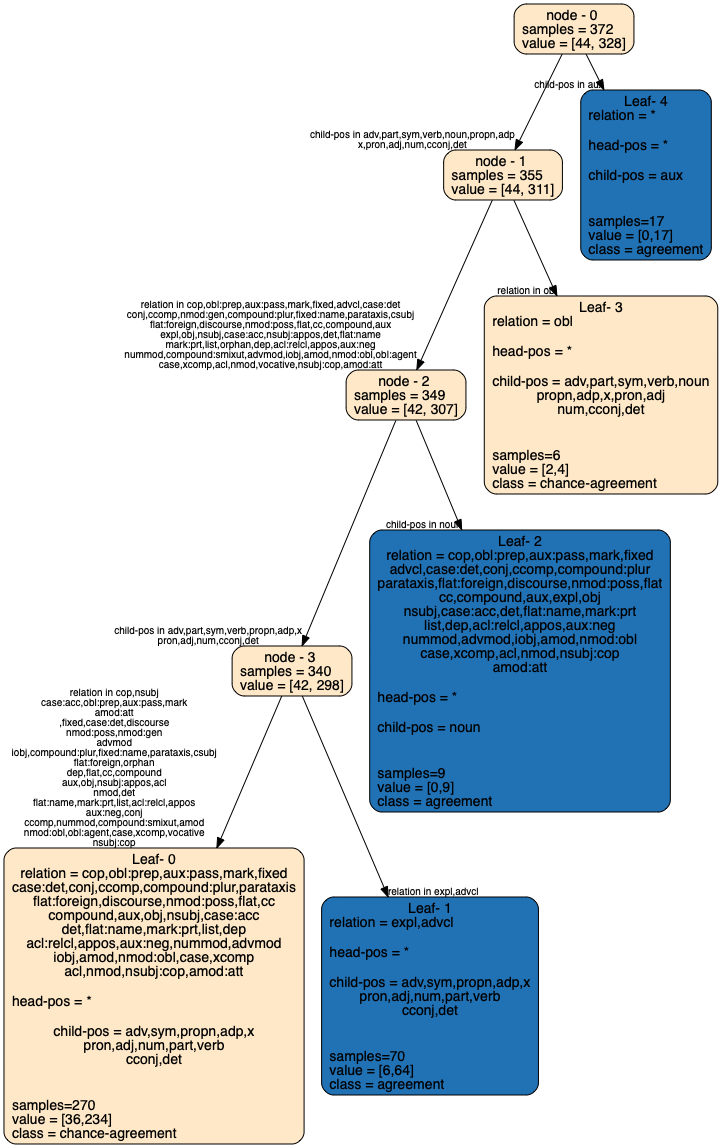 node - 0
samples = 372
value = [44, 328]
child-pos in aux
Leaf- 4
relation = *
head-pos = *
child-pos = aux
samples=17
value = [0,17]
class = agreement
child-pos in adv,part,sym,verb,noun,propn,adp
x,pron,adj,num,cconj,det
node - 1
samples = 355
value = [44, 311]
relation in obl
Leaf- 3
relation = obl
head-pos = *
child-pos = adv,part,sym,verb,noun
propn,adp,x,pron,adj
num,cconj,det
samples=6
value = [2,4]
class = chance-agreement
relation in cop,obl:prep,aux:pass,mark,fixed,advcl,case:det
conj,ccomp,nmod:gen,compound:plur,fixed:name,parataxis,csubj
flat:foreign,discourse,nmod:poss,flat,cc,compound,aux
expl,obj,nsubj,case:acc,nsubj:appos,det,flat:name
mark:prt,list,orphan,dep,acl:relcl,appos,aux:neg
nummod,compound:smixut,advmod,iobj,amod,nmod:obl,obl:agent
case,xcomp,acl,nmod,vocative,nsubj:cop,amod:att
node - 2
samples = 349
value = [42, 307]
child-pos in noun
Leaf- 2
relation = cop,obl:prep,aux:pass,mark,fixed
advcl,case:det,conj,ccomp,compound:plur
parataxis,flat:foreign,discourse,nmod:poss,flat
cc,compound,aux,expl,obj
nsubj,case:acc,det,flat:name,mark:prt
list,dep,acl:relcl,appos,aux:neg
nummod,advmod,iobj,amod,nmod:obl
case,xcomp,acl,nmod,nsubj:cop
amod:att
head-pos = *
child-pos = noun
samples=9
value = [0,9]
class = agreement
child-pos in adv,part,sym,verb,propn,adp,x
pron,adj,num,cconj,det
node - 3
samples = 340
value = [42, 298]
relation in cop,nsubj
case:acc,obl:prep,aux:pass,mark
amod:att
,fixed,case:det,discourse
nmod:poss,nmod:gen
advmod
iobj,compound:plur,fixed:name,parataxis,csubj
flat:foreign,orphan
dep,flat,cc,compound
aux,obj,nsubj:appos,acl
nmod,det
flat:name,mark:prt,list,acl:relcl,appos
aux:neg,conj
ccomp,nummod,compound:smixut,amod
nmod:obl,obl:agent,case,xcomp,vocative
nsubj:cop
Leaf- 0
relation = cop,obl:prep,aux:pass,mark,fixed
case:det,conj,ccomp,compound:plur,parataxis
flat:foreign,discourse,nmod:poss,flat,cc
compound,aux,obj,nsubj,case:acc
det,flat:name,mark:prt,list,dep
acl:relcl,appos,aux:neg,nummod,advmod
iobj,amod,nmod:obl,case,xcomp
acl,nmod,nsubj:cop,amod:att
head-pos = *
child-pos = adv,sym,propn,adp,x
pron,adj,num,part,verb
cconj,det
samples=270
value = [36,234]
class = chance-agreement
relation in expl,advcl
Leaf- 1
relation = expl,advcl
head-pos = *
child-pos = adv,sym,propn,adp,x
pron,adj,num,part,verb
cconj,det
samples=70
value = [6,64]
class = agreement